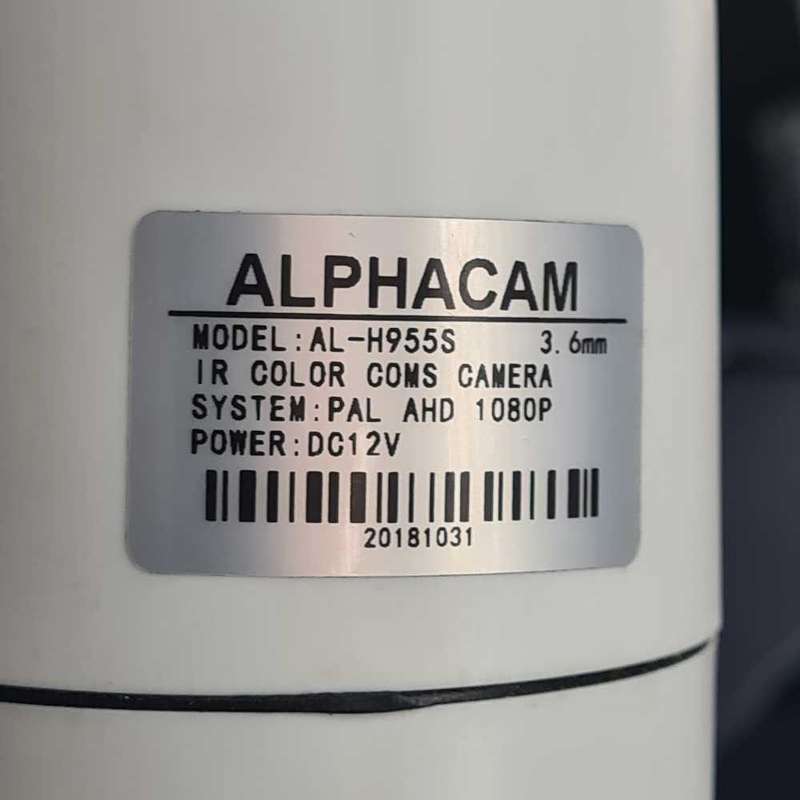 ALPHACAM
MODEL:AL-H955S 3.6mm
IR COLOR COMS CAMERA
SYSTEM:PAL AHD 1080P
POWER:DC12V
20181031